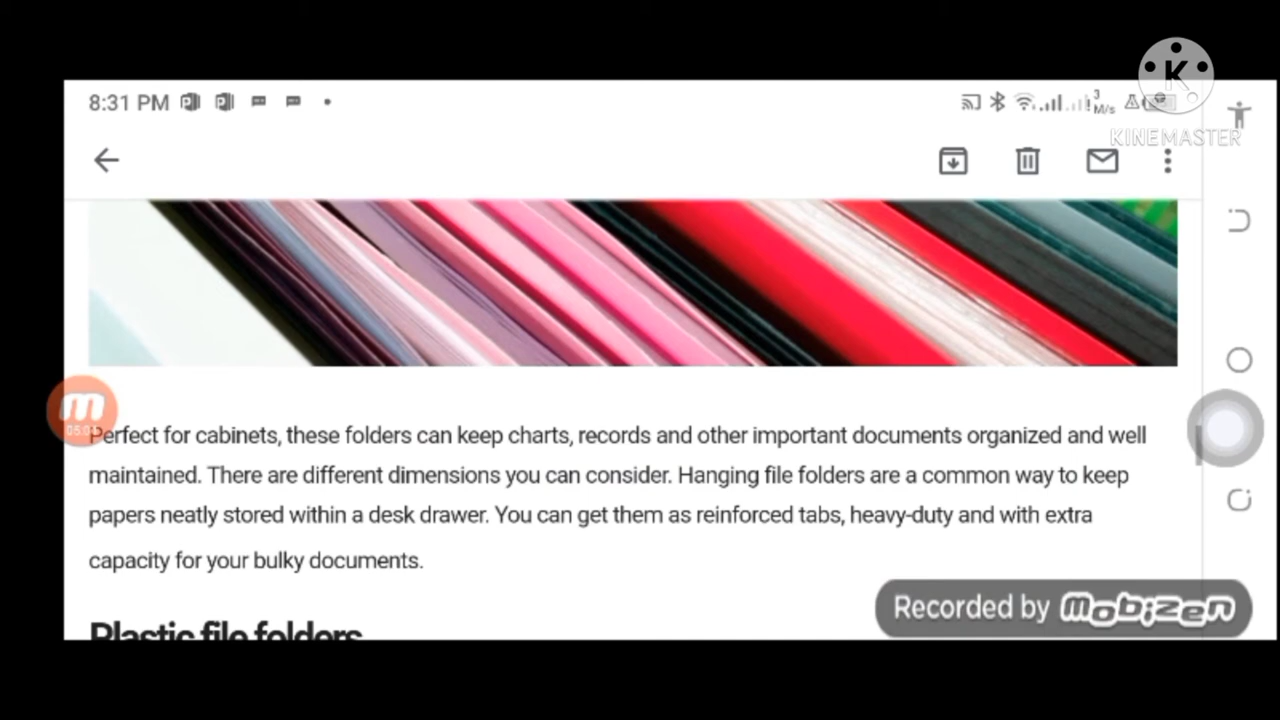 8:31 PM
3
M/s
K
KINEMASTER
m
Perfect for cabinets, these folders can keep charts, records and other important documents organized and well
maintained. There are different dimensions you can consider. Hanging file folders are a common way to keep
papers neatly stored within a desk drawer. You can get them as reinforced tabs, heavy-duty and with extra
capacity for your bulky documents.
Recorded by mobizen
Plastic file folders